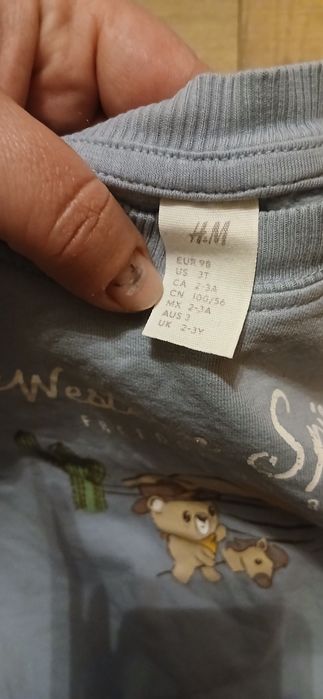 H&M
EUR 98
US 3T
CA 2-3A
CN 100/56
MX 2-3A
AUS 3
UK 2-3Y